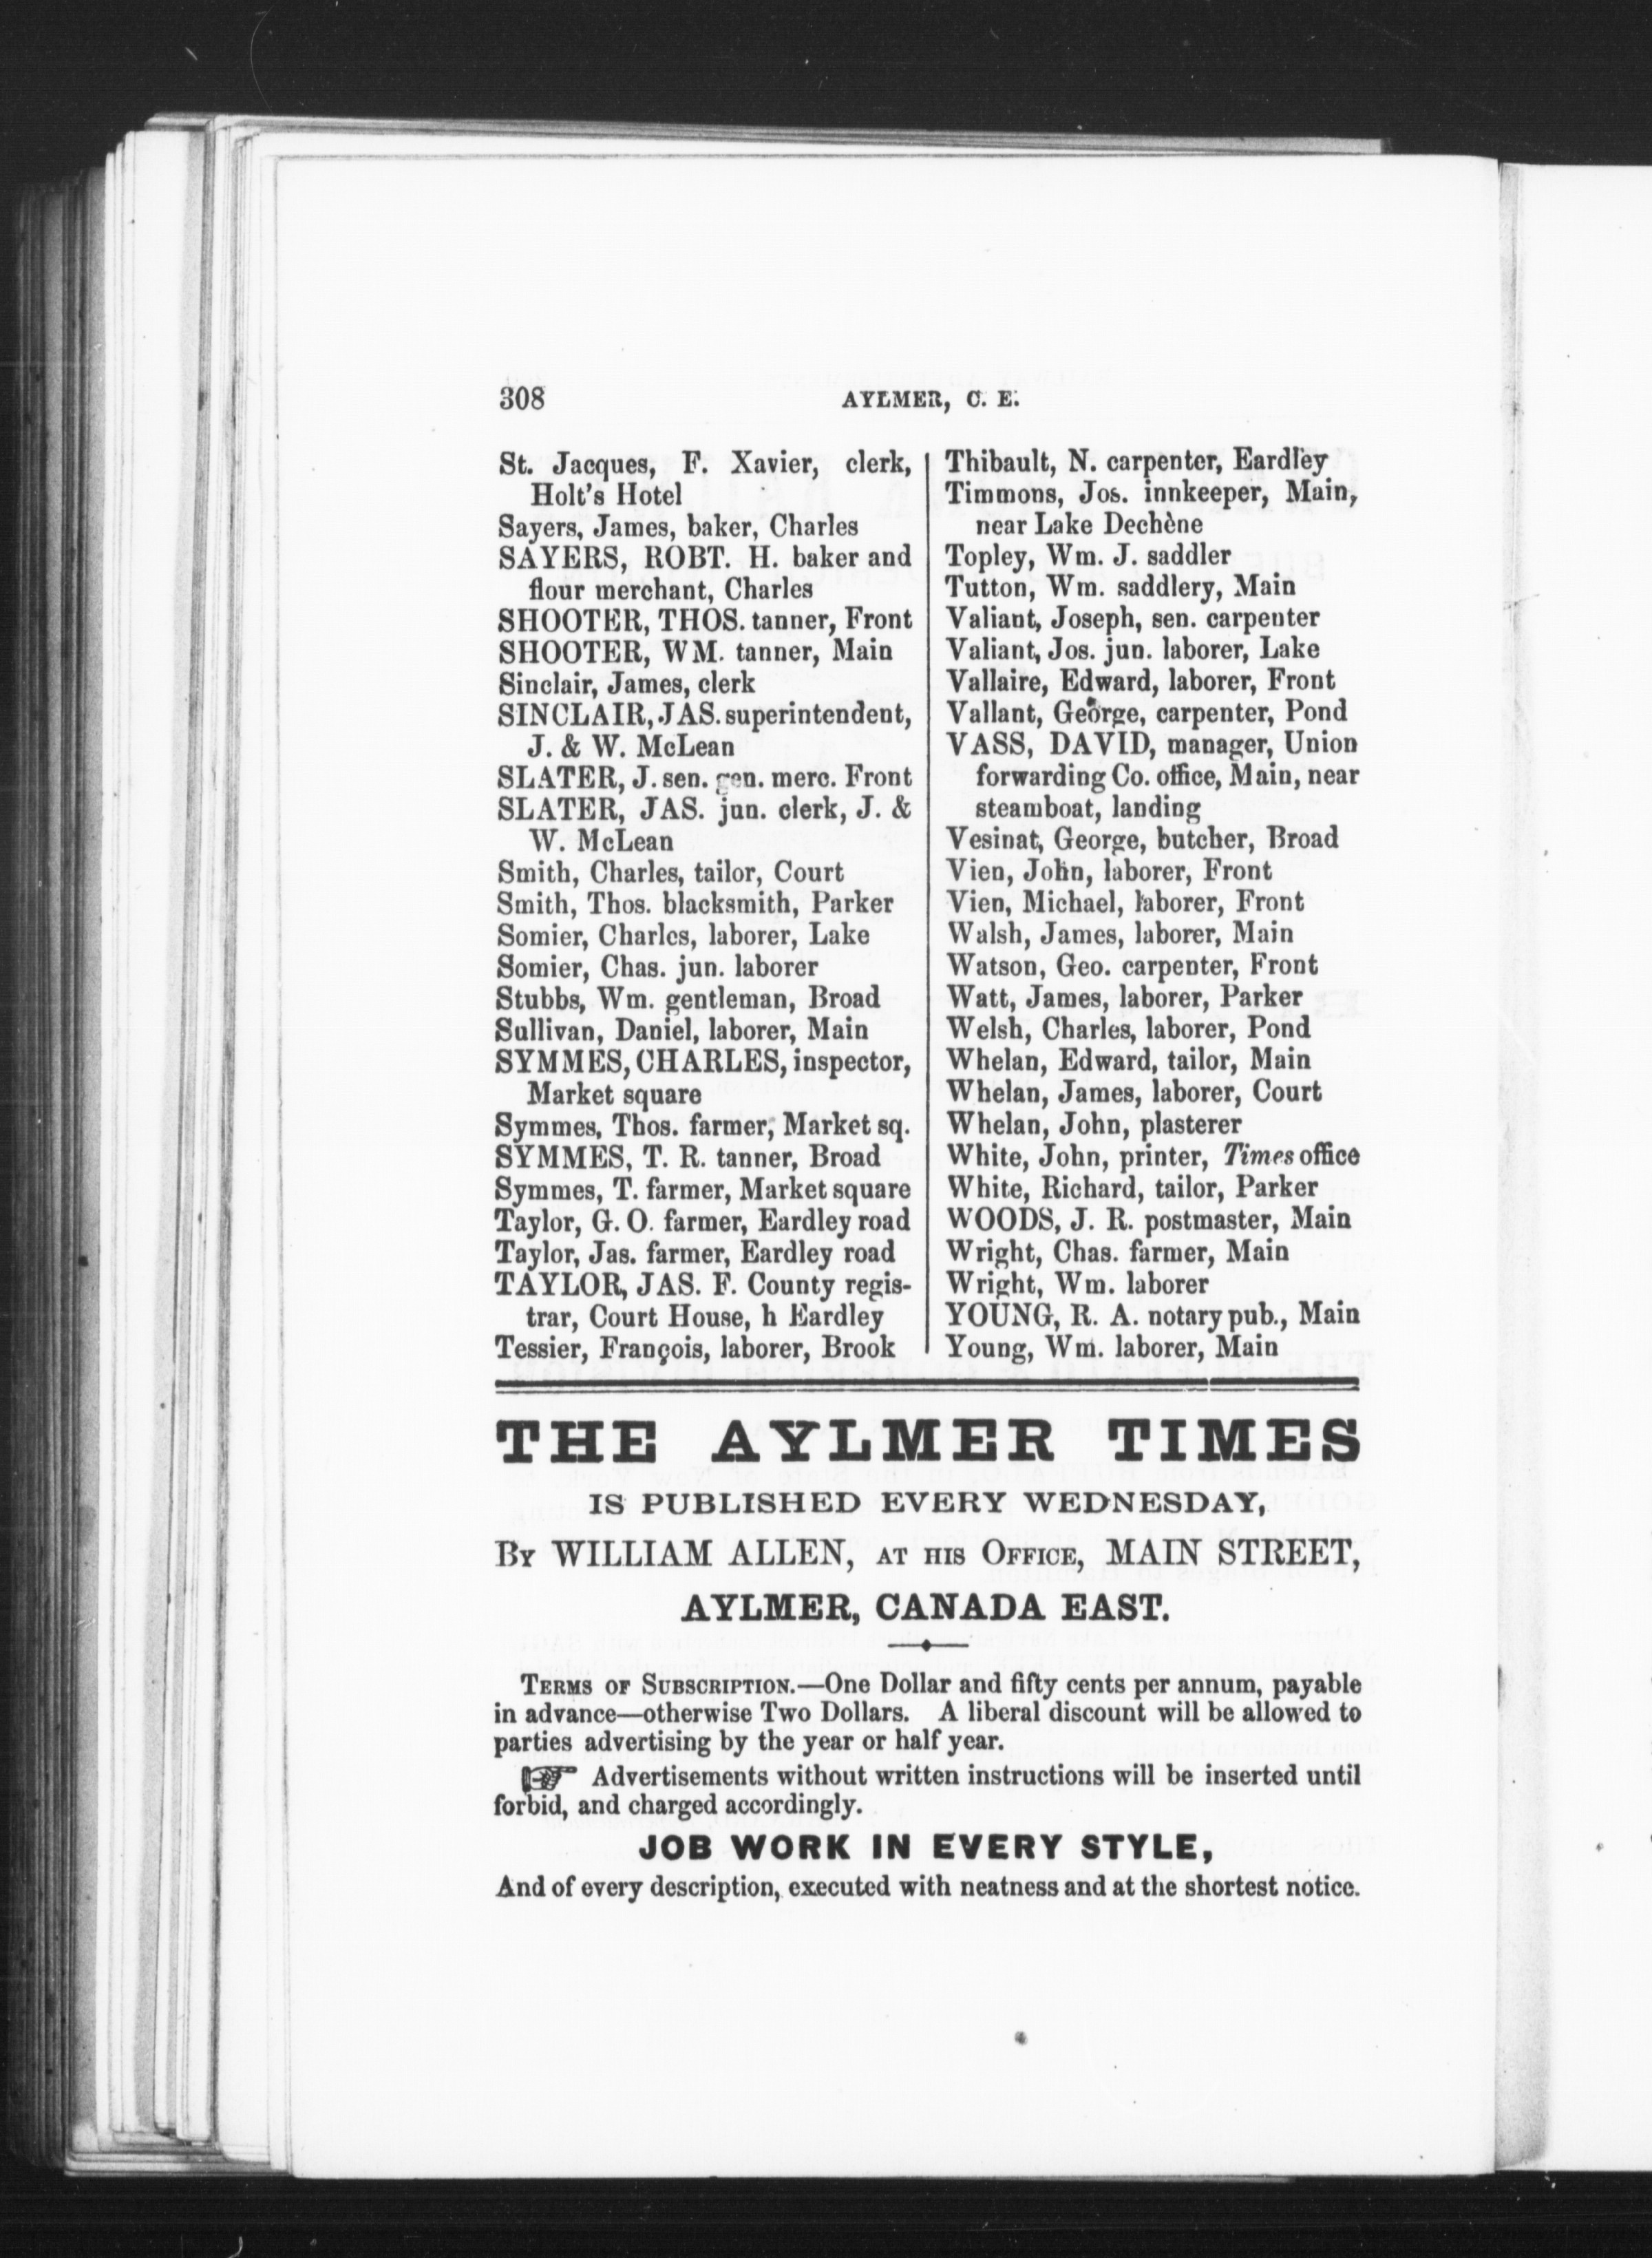 308
AYLMER, C. E.
St. Jacques, F. Xavier, clerk,
Holt's Hotel
Sayers, James, baker, Charles
SAYERS, ROBT. H. baker and
flour merchant, Charles
SHOOTER, THOS. tanner, Front
SHOOTER, WM. tanner, Main
Sinclair, James, clerk
SINCLAIR, JAS. superintendent,
J. & W. McLean
SLATER, J. sen. gen. merc. Front
SLATER, JAS. jun. clerk, J. &
W. McLean
Smith, Charles, tailor, Court
Smith, Thos. blacksmith, Parker
Somier, Charles, laborer, Lake
Somier, Chas. jun. laborer
Stubbs, Wm. gentleman, Broad
Sullivan, Daniel, laborer, Main
SYMMES, CHARLES, inspector,
Market square
Symmes, Thos. farmer, Market sq.
SYMMES, T. R. tanner, Broad
Symmes, T. farmer, Market square
Taylor, G. O. farmer, Eardley road
Taylor, Jas. farmer, Eardley road
TAYLOR, JAS. F. County regis-
trar, Court House, h Eardley
Tessier, François, laborer, Brook
Thibault, N. carpenter, Eardley
Timmons, Jos. innkeeper, Main,
near Lake Dechène
Topley, Wm. J. saddler
Tutton, Wm. saddlery, Main
Valiant, Joseph, sen. carpenter
Valiant, Jos. jun. laborer, Lake
Vallaire, Edward, laborer, Front
Vallant, George, carpenter, Pond
VASS, DAVID, manager, Union
forwarding Co. office, Main, near
steamboat, landing
Vesinat, George, butcher, Broad
Vien, John, laborer, Front
Vien, Michael, laborer, Front
Walsh, James, laborer, Main
Watson, Geo. carpenter, Front
Watt, James, laborer, Parker
Welsh, Charles, laborer, Pond
Whelan, Edward, tailor, Main
Whelan, James, laborer, Court
Whelan, John, plasterer
White, John, printer, Times office
White, Richard, tailor, Parker
WOODS, J. R. postmaster, Main
Wright, Chas. farmer, Main
Wright, Wm. laborer
YOUNG, R. A. notary pub., Main
Young, Wm. laborer, Main
THE AYLMER TIMES
IS PUBLISHED EVERY WEDNESDAY,
BY WILLIAM ALLEN, AT HIS OFFICE, MAIN STREET,
AYLMER, CANADA EAST.
TERMS OF SUBSCRIPTION.—One Dollar and fifty cents per annum, payable
in advance—otherwise Two Dollars. A liberal discount will be allowed to
parties advertising by the year or half year.
☞ Advertisements without written instructions will be inserted until
forbid, and charged accordingly.
JOB WORK IN EVERY STYLE,
And of every description, executed with neatness and at the shortest notice.